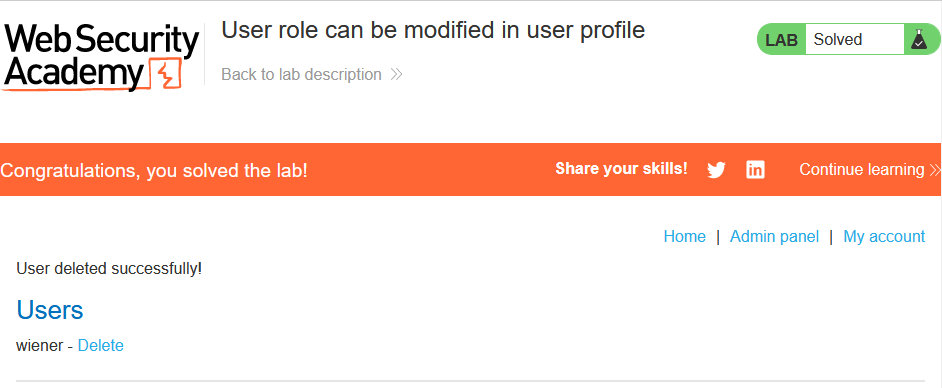 Web Security
Academy
User role can be modified in user profile
Back to lab description
LAB Solved
Congratulations, you solved the lab!
Share your skills!
Continue learning
Home | Admin panel | My account
User deleted successfully!
Users
wiener - Delete